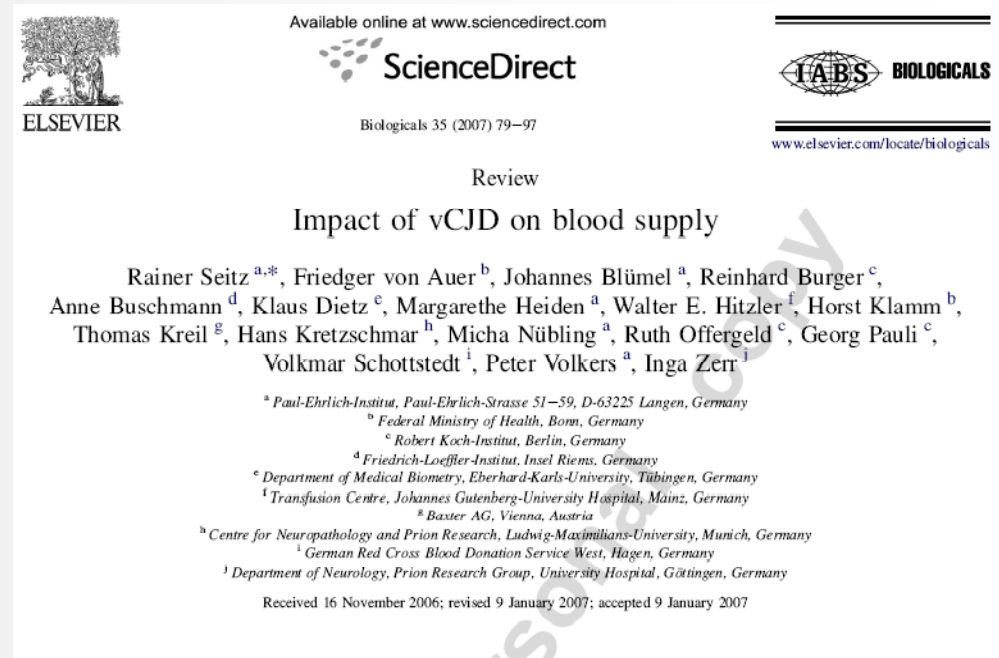 Available online at www.sciencedirect.com
ELSEVIER
ScienceDirect
IABS BIOLOGICALS
Biologicals 35 (2007) 79–97
www.elsevier.com/locate/biologicals
Review
Impact of vCJD on blood supply
Rainer Seitz a,*, Friedger von Auer b, Johannes Blümel a, Reinhard Burger c,
Anne Buschmann d, Klaus Dietz e, Margarethe Heiden a, Walter E. Hitzler f, Horst Klamm b,
Thomas Kreil g, Hans Kretzschmar h, Micha Nübling a, Ruth Offergeld c, Georg Pauli c,
Volkmar Schottstedt i, Peter Volkers a, Inga Zerr j
a Paul-Ehrlich-Institut, Paul-Ehrlich-Strasse 51–59, D-63225 Langen, Germany
b Federal Ministry of Health, Bonn, Germany
c Robert Koch-Institut, Berlin, Germany
d Friedrich-Loeffler-Institut, Insel Riems, Germany
e Department of Medical Biometry, Eberhard-Karls-University, Tübingen, Germany
f Transfusion Centre, Johannes Gutenberg-University Hospital, Mainz, Germany
g Baxter AG, Vienna, Austria
h Centre for Neuropathology and Prion Research, Ludwig-Maximilians-University, Munich, Germany
i German Red Cross Blood Donation Service West, Hagen, Germany
j Department of Neurology, Prion Research Group, University Hospital, Göttingen, Germany
Received 16 November 2006; revised 9 January 2007; accepted 9 January 2007
rsonal copy